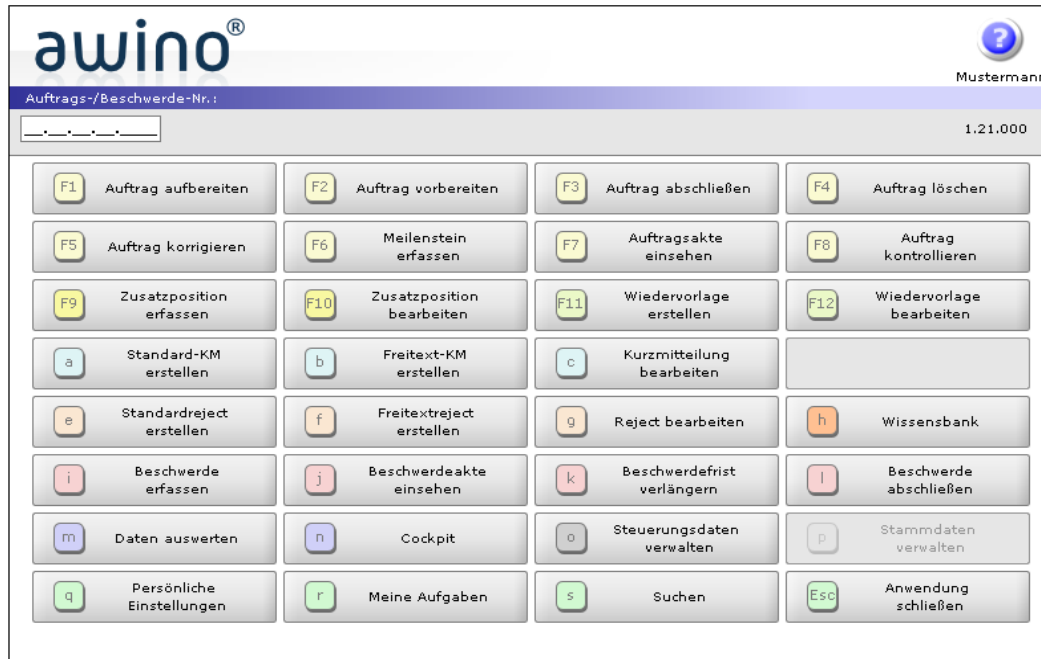 awino®
?
Mustermann
Auftrags-/Beschwerde-Nr.:
__.__.__.__.____
1.21.000
F1 Auftrag aufbereiten
F2 Auftrag vorbereiten
F3 Auftrag abschließen
F4 Auftrag löschen
F5 Auftrag korrigieren
F6 Meilenstein
erfassen
F7 Auftragsakte
einsehen
F8 Auftrag
kontrollieren
F9 Zusatzposition
erfassen
F10 Zusatzposition
bearbeiten
F11 Wiedervorlage
erstellen
F12 Wiedervorlage
bearbeiten
a Standard-KM
erstellen
b Freitext-KM
erstellen
c Kurzmitteilung
bearbeiten
e Standardreject
erstellen
f Freitextreject
erstellen
g Reject bearbeiten
h Wissensbank
i Beschwerde
erfassen
j Beschwerdeakte
einsehen
k Beschwerdefrist
verlängern
l Beschwerde
abschließen
m Daten auswerten
n Cockpit
o Steuerungsdaten
verwalten
p Stammdaten
verwalten
q Persönliche
Einstellungen
r Meine Aufgaben
s Suchen
Esc Anwendung
schließen